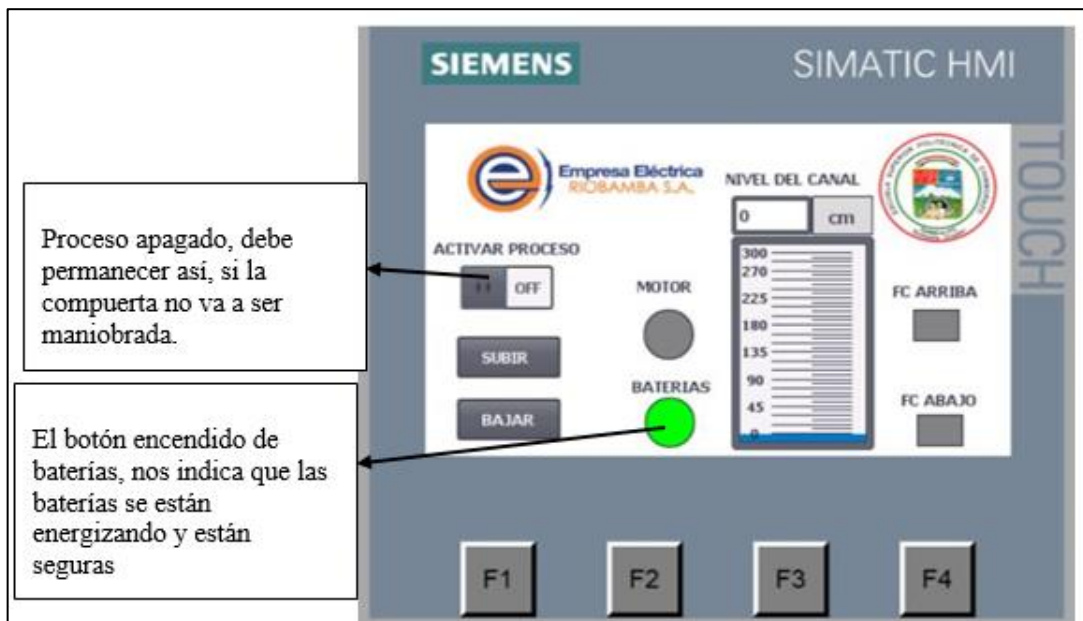 SIEMENS
SIMATIC HMI
TOUCH
Empresa Eléctrica
RIOBAMBA S.A.
NIVEL DEL CANAL
0 cm
ACTIVAR PROCESO
OFF
SUBIR
BAJAR
MOTOR
BATERIAS
300
270
225
180
135
90
45
0
FC ARRIBA
FC ABAJO
Proceso apagado, debe
permanecer así, si la
compuerta no va a ser
maniobrada.
El botón encendido de
baterías, nos indica que las
baterías se están
energizando y están
seguras
F1 F2 F3 F4